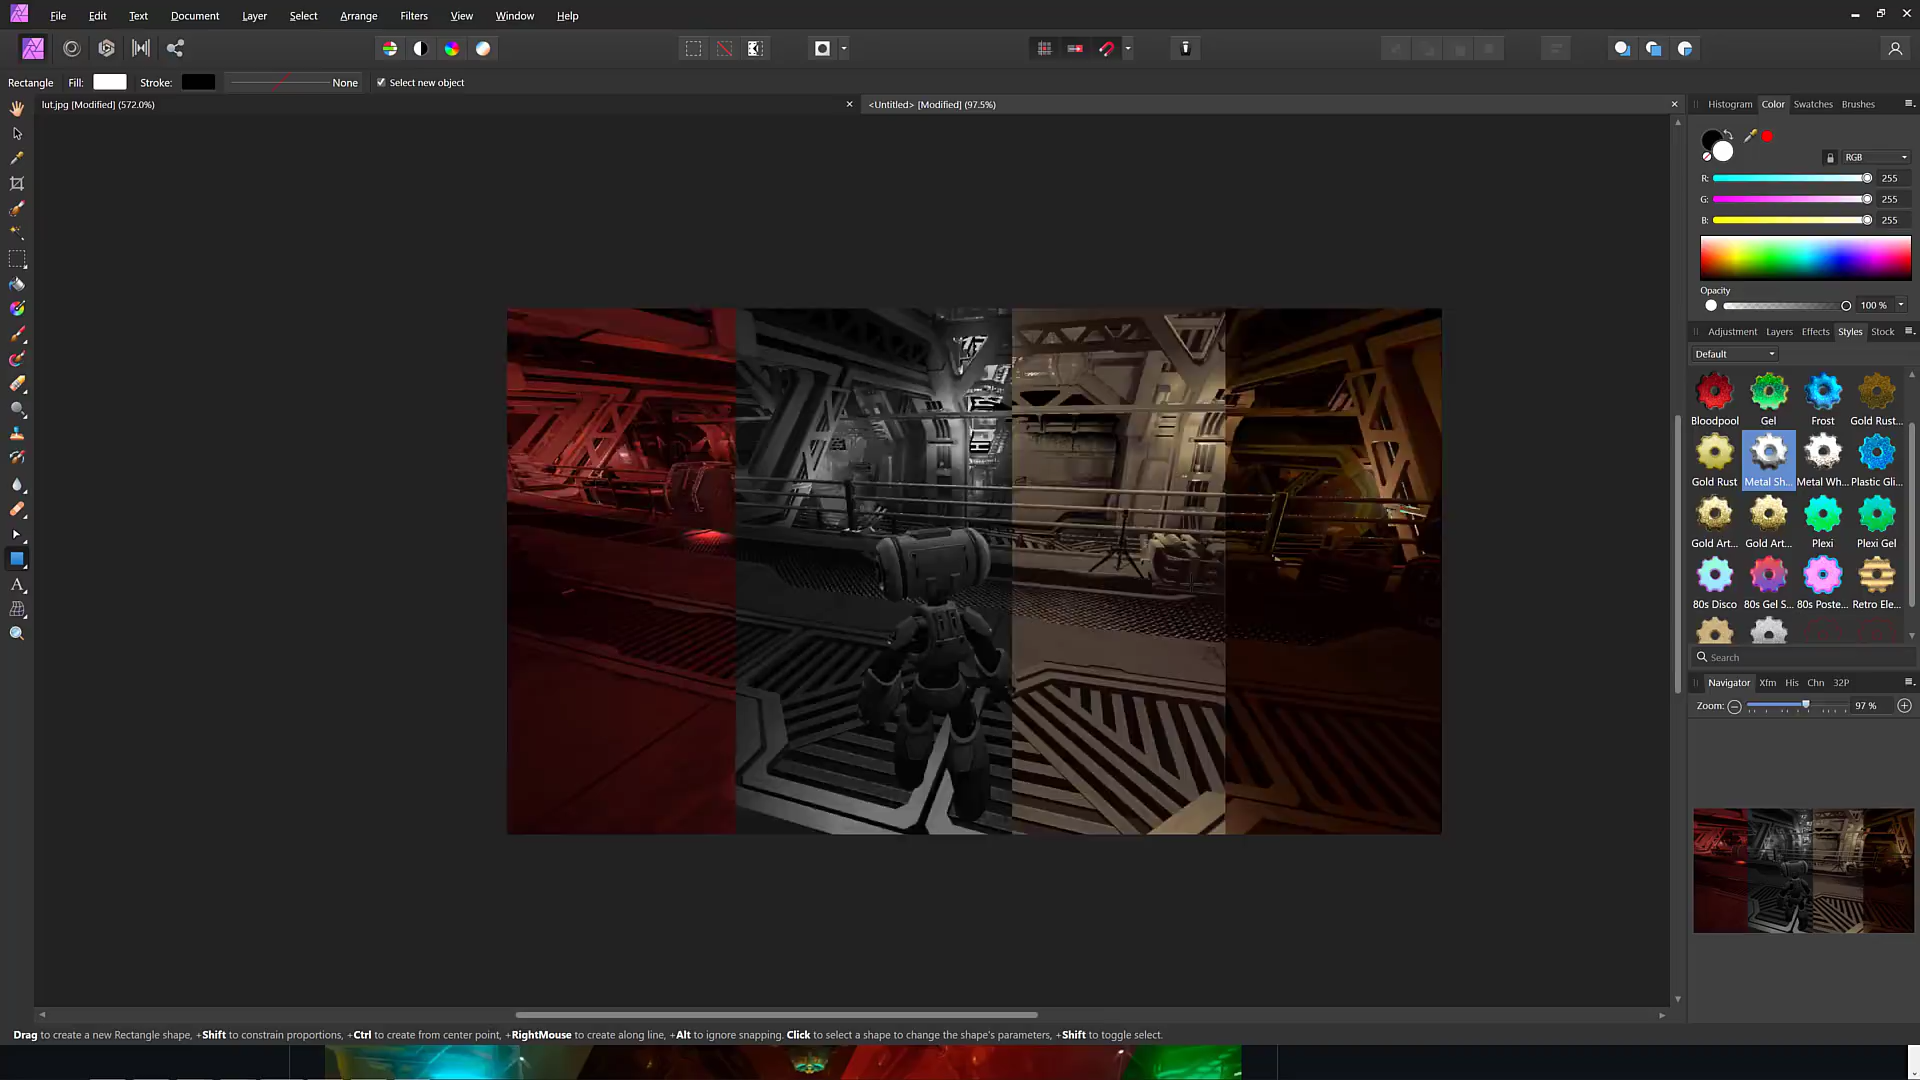 File Edit Text Document Layer Select Arrange Filters View Window Help
Rectangle Fill: Stroke: None Select new object
lut.jpg [Modified] (572.0%)
<Untitled> [Modified] (97.5%)
Histogram Color Swatches Brushes
RGB
R: 255
G: 255
B: 255
Opacity
100 %
Adjustment Layers Effects Styles Stock
Default
Bloodpool Gel Frost Gold Rust...
Gold Rust Metal Sh... Metal Wh... Plastic Gli...
Gold Art... Gold Art... Plexi Plexi Gel
80s Disco 80s Gel S... 80s Poste... Retro Ele...
Search
Navigator Xfm His Chn 32P
Zoom: 97 %
Drag to create a new Rectangle shape, +Shift to constrain proportions, +Ctrl to create from center point, +RightMouse to create along line, +Alt to ignore snapping. Click to select a shape to change the shape's parameters, +Shift to toggle select.